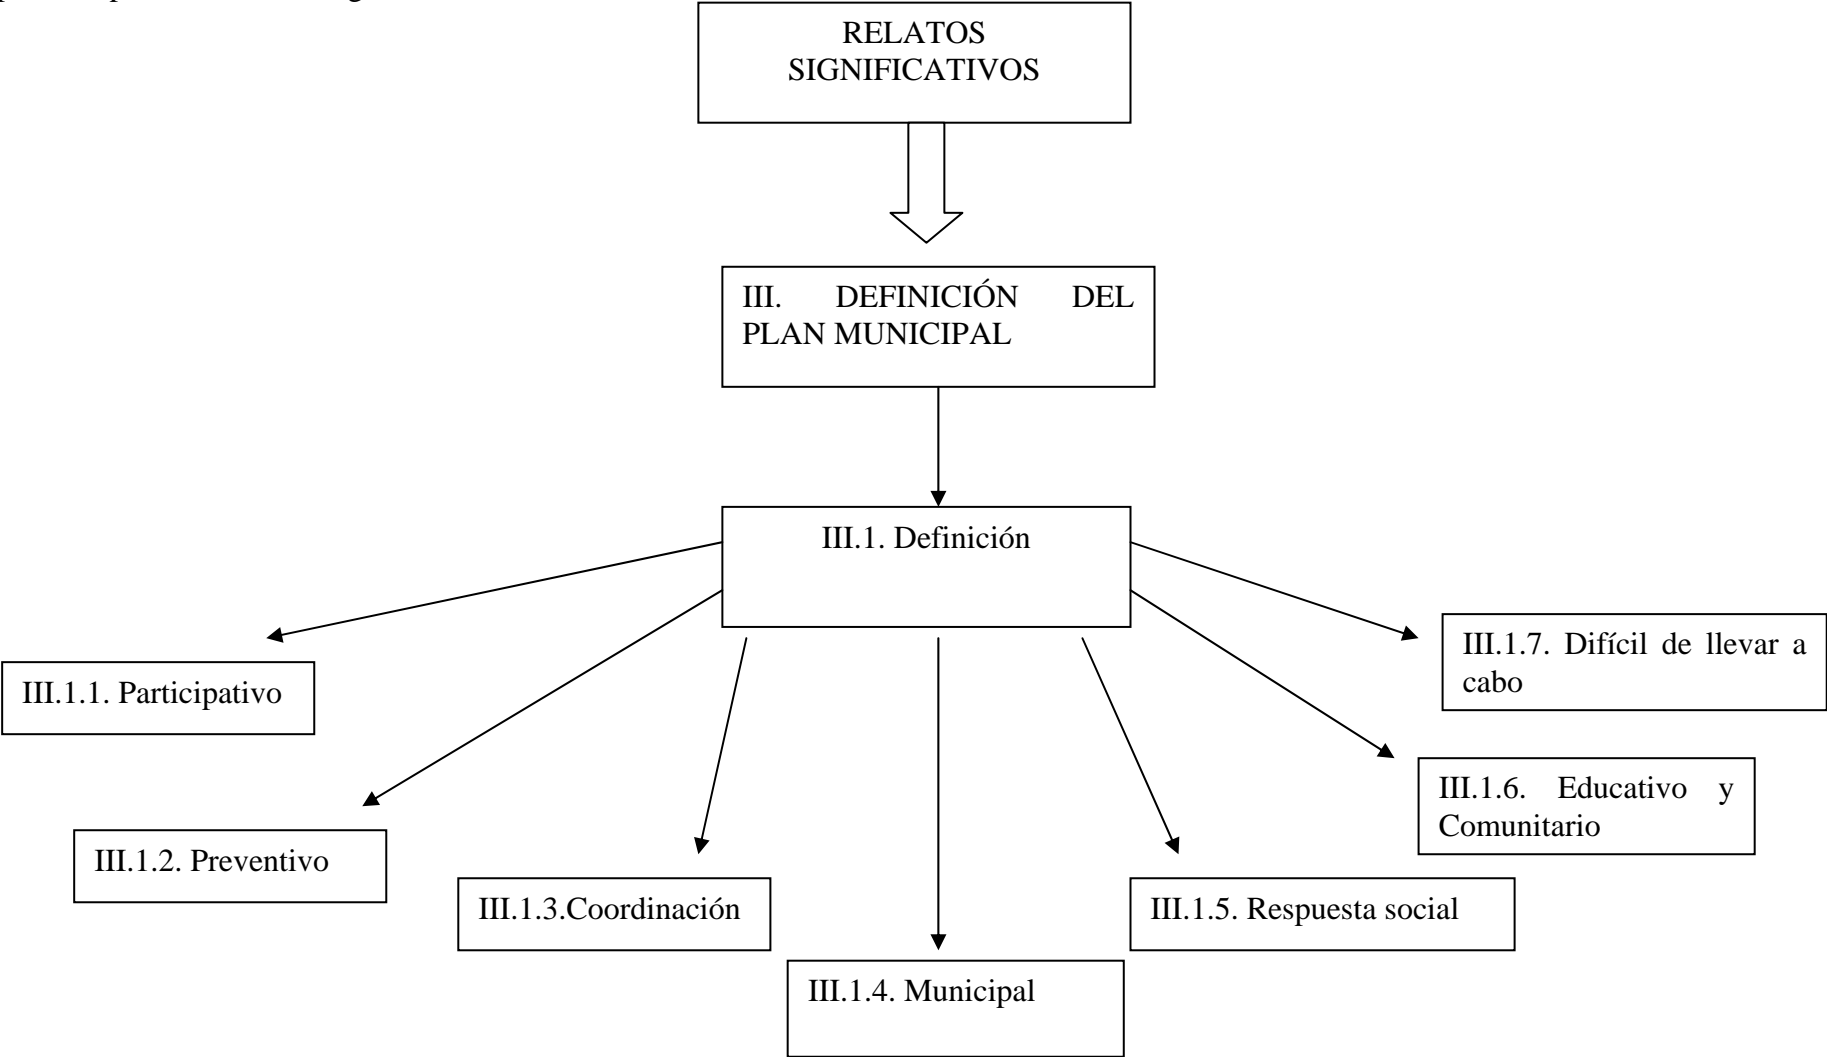 RELATOS
SIGNIFICATIVOS
III. DEFINICIÓN DEL
PLAN MUNICIPAL
III.1. Definición
III.1.1. Participativo
III.1.2. Preventivo
III.1.3.Coordinación
III.1.4. Municipal
III.1.5. Respuesta social
III.1.6. Educativo y
Comunitario
III.1.7. Difícil de llevar a
cabo